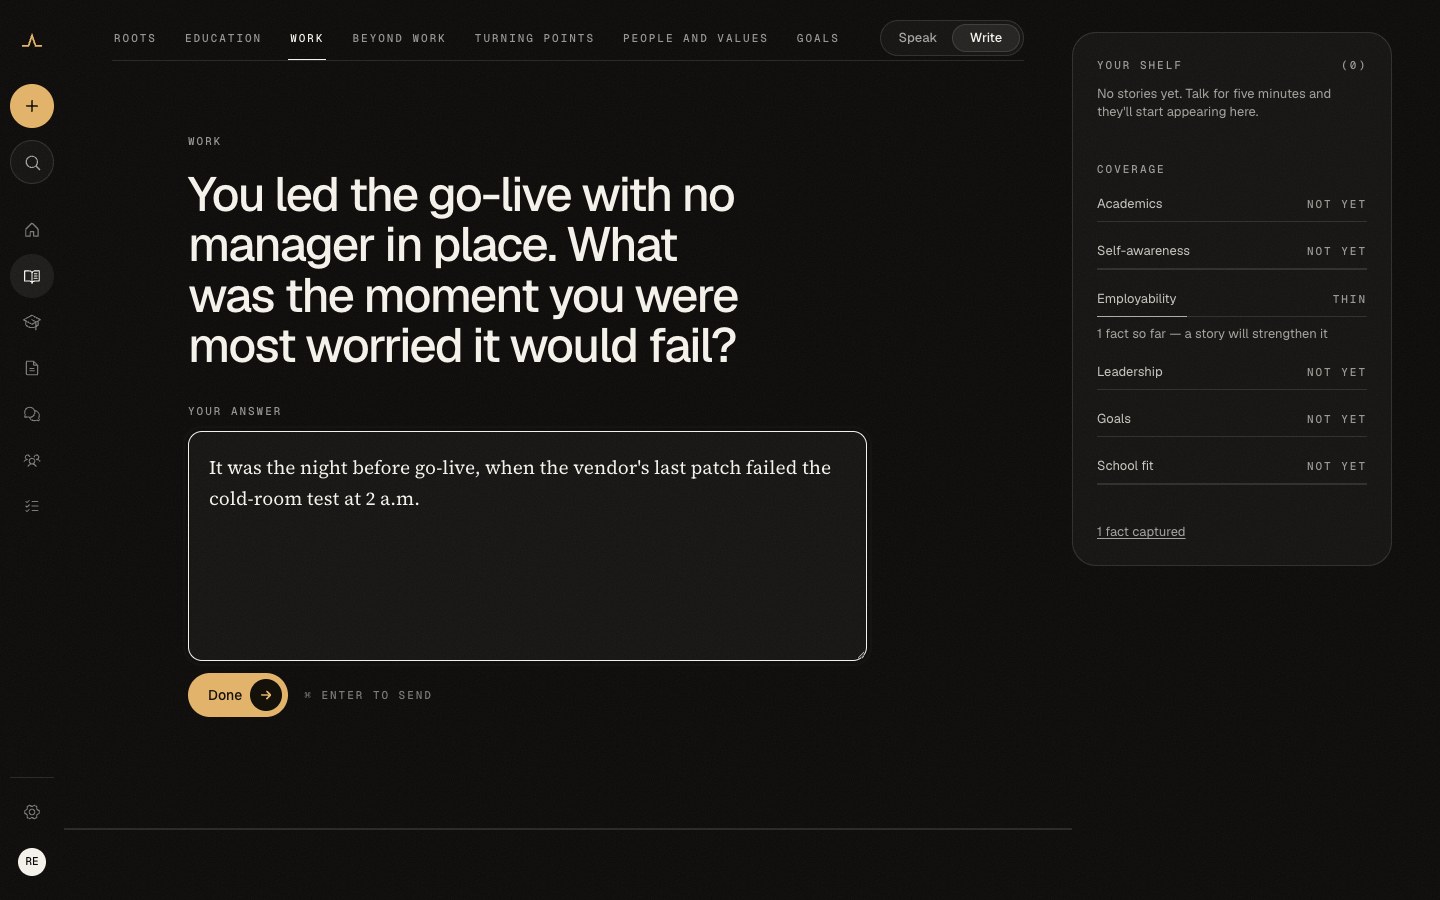 ROOTS EDUCATION WORK BEYOND WORK TURNING POINTS PEOPLE AND VALUES GOALS Speak Write
WORK
You led the go-live with no
manager in place. What
was the moment you were
most worried it would fail?
YOUR ANSWER
It was the night before go-live, when the vendor's last patch failed the
cold-room test at 2 a.m.
Done
⌘ ENTER TO SEND
YOUR SHELF (0)
No stories yet. Talk for five minutes and
they'll start appearing here.
COVERAGE
Academics NOT YET
Self-awareness NOT YET
Employability THIN
1 fact so far — a story will strengthen it
Leadership NOT YET
Goals NOT YET
School fit NOT YET
1 fact captured
RE